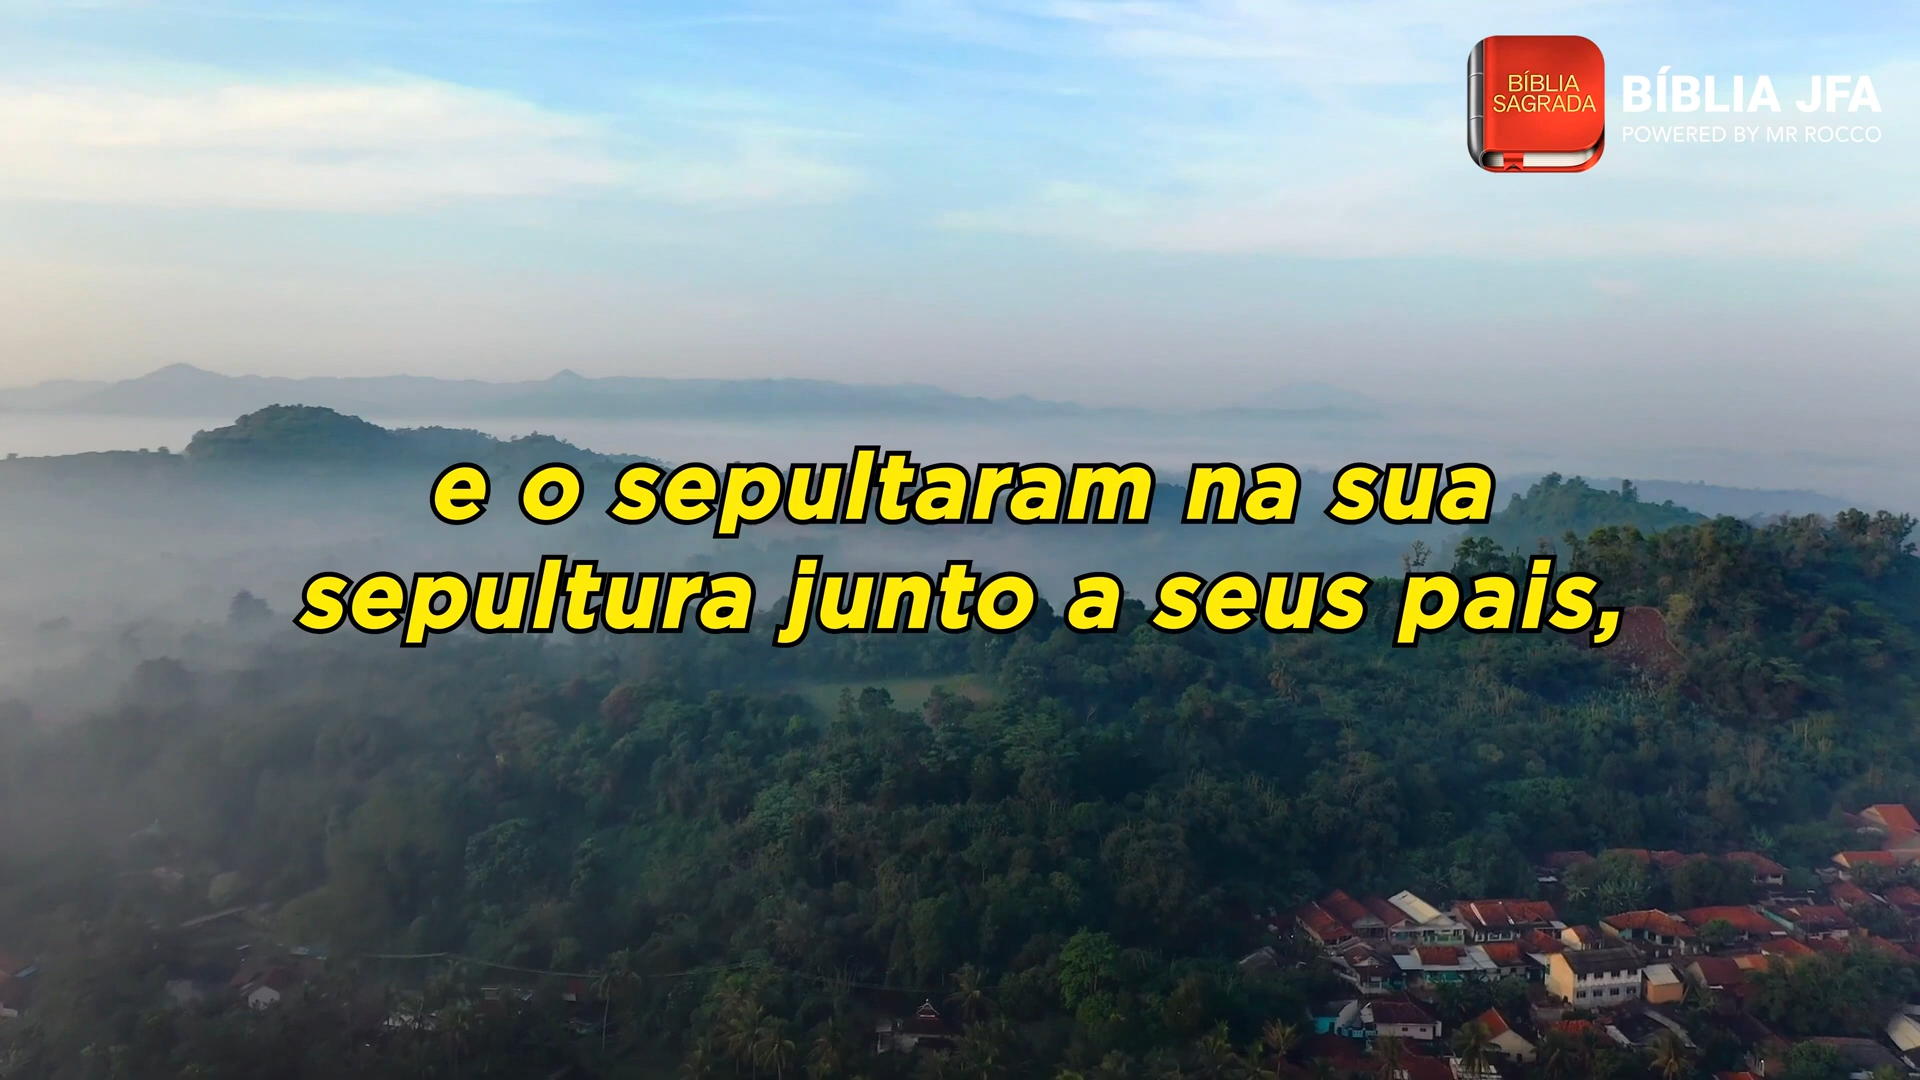 BÍBLIA
SAGRADA
BÍBLIA JFA
POWERED BY MR ROCCO
e o sepultaram na sua
sepultura junto a seus pais,